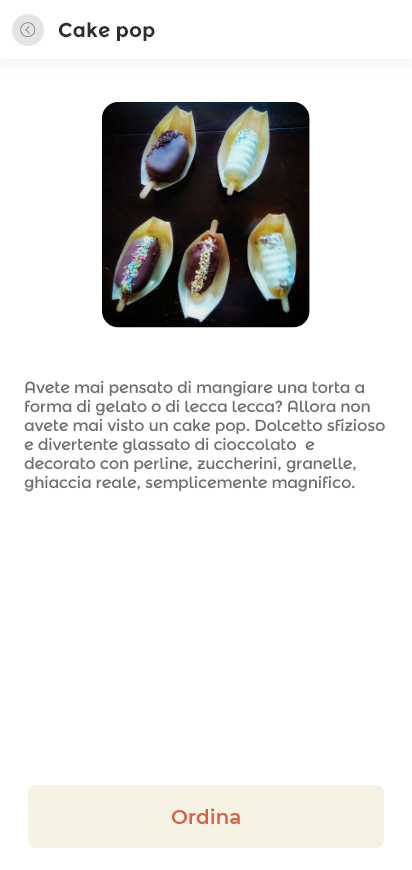 Cake pop
Avete mai pensato di mangiare una torta a
forma di gelato o di lecca lecca? Allora non
avete mai visto un cake pop. Dolcetto sfizioso
e divertente glassato di cioccolato  e
decorato con perline, zuccherini, granelle,
ghiaccia reale, semplicemente magnifico.
Ordina